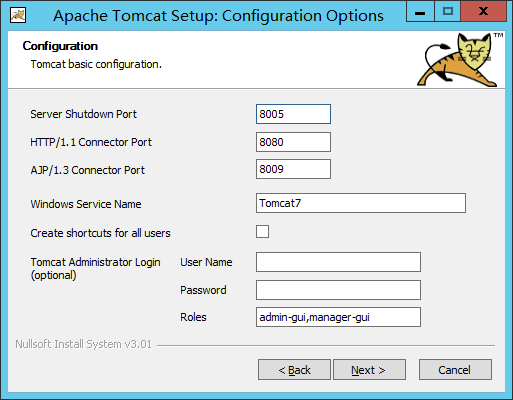 Apache Tomcat Setup: Configuration Options
Configuration
Tomcat basic configuration.
TM
Server Shutdown Port 8005
HTTP/1.1 Connector Port 8080
AJP/1.3 Connector Port 8009
Windows Service Name Tomcat7
Create shortcuts for all users
Tomcat Administrator Login User Name
(optional)
Password
Roles admin-gui,manager-gui
Nullsoft Install System v3.01
< Back Next > Cancel